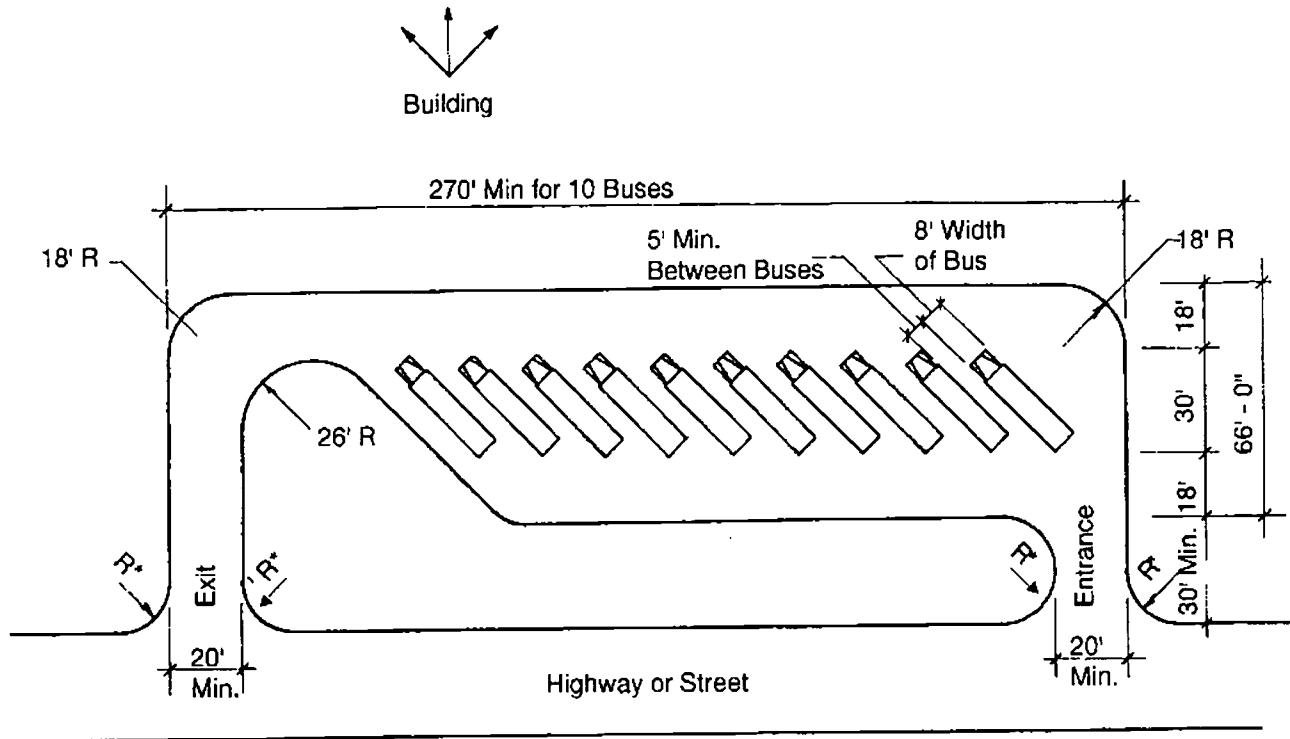 Building
270' Min for 10 Buses
18' R
5' Min.
Between Buses
8' Width
of Bus
18' R
18'
30'
66' - 0"
26' R
18'
30' Min.
R*
Exit
' R*
R*
Entrance
R*
20'
Min.
Highway or Street
20'
Min.